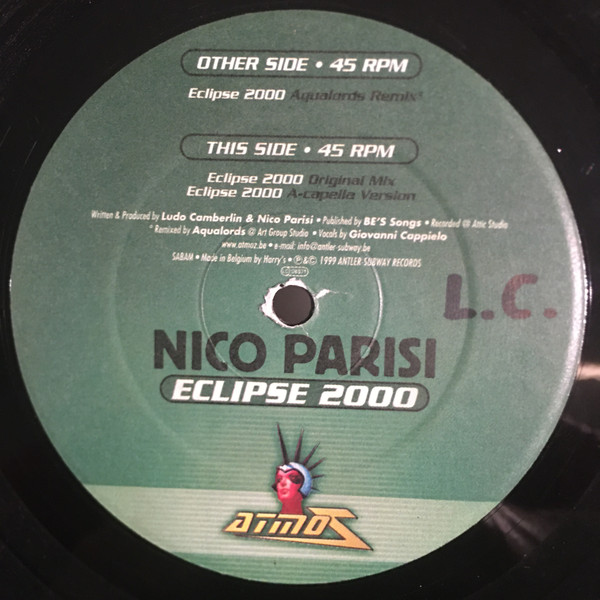 OTHER SIDE • 45 RPM
Eclipse 2000 Aqualords Remix*
THIS SIDE • 45 RPM
Eclipse 2000 Original Mix
Eclipse 2000 A-capella Version
Written & Produced by Ludo Camberlin & Nico Parisi • Published by BE'S Songs • Recorded @ Attic Studio
* Remixed by Aqualords @ Art Group Studio • Vocals by Giovanni Cappielo
www.atmoz.be • e-mail: info@antler-subway.be
SABAM • Made in Belgium by Harry's • ℗&© 1999 ANTLER SUBWAY RECORDS
L.C.
NICO PARISI
ECLIPSE 2000
ATMOZ